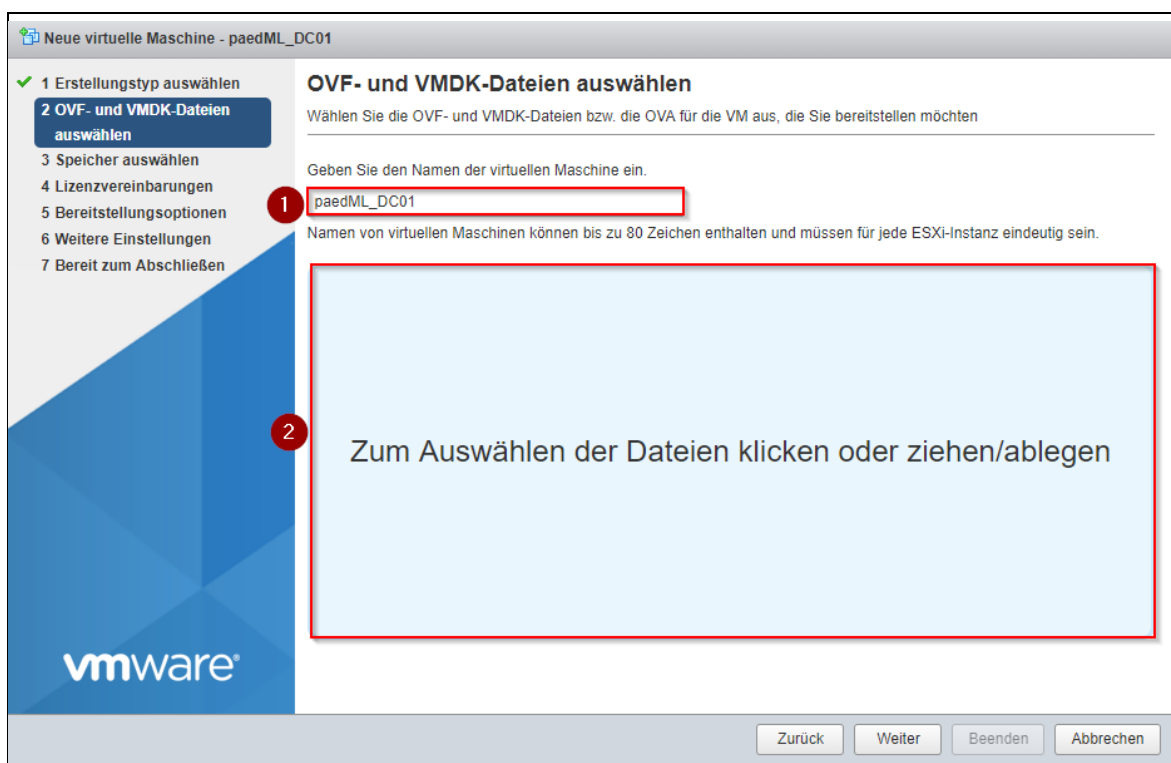 Neue virtuelle Maschine - paedML_DC01
1 Erstellungstyp auswählen
2 OVF- und VMDK-Dateien
auswählen
3 Speicher auswählen
4 Lizenzvereinbarungen
5 Bereitstellungsoptionen
6 Weitere Einstellungen
7 Bereit zum Abschließen
vmware®
OVF- und VMDK-Dateien auswählen
Wählen Sie die OVF- und VMDK-Dateien bzw. die OVA für die VM aus, die Sie bereitstellen möchten
Geben Sie den Namen der virtuellen Maschine ein.
1 paedML_DC01
Namen von virtuellen Maschinen können bis zu 80 Zeichen enthalten und müssen für jede ESXi-Instanz eindeutig sein.
2 Zum Auswählen der Dateien klicken oder ziehen/ablegen
Zurück Weiter Beenden Abbrechen